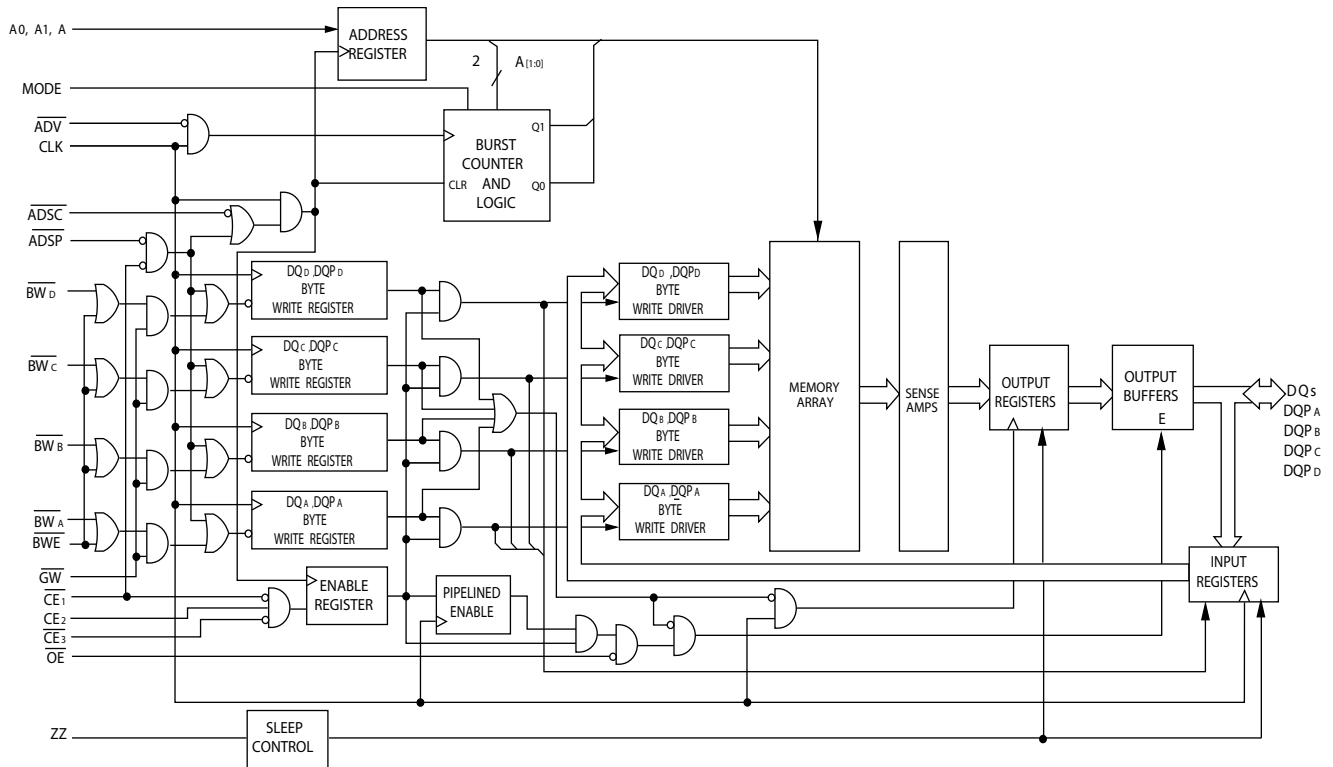 A0, A1, A
ADDRESS
REGISTER
2
A[1:0]
MODE
ADV
CLK
BURST
COUNTER
AND
LOGIC
CLR
Q1
Q0
ADSC
ADSP
BWD
BWC
BWB
BWA
BWE
GW
CE1
CE2
CE3
OE
ZZ
DQD ,DQPD
BYTE
WRITE REGISTER
DQC ,DQPC
BYTE
WRITE REGISTER
DQB ,DQPB
BYTE
WRITE REGISTER
DQA ,DQPA
BYTE
WRITE REGISTER
ENABLE
REGISTER
PIPELINED
ENABLE
SLEEP
CONTROL
DQD ,DQPD
BYTE
WRITE DRIVER
DQC ,DQPC
BYTE
WRITE DRIVER
DQB ,DQPB
BYTE
WRITE DRIVER
DQA ,DQPA
BYTE
WRITE DRIVER
MEMORY
ARRAY
SENSE
AMPS
OUTPUT
REGISTERS
OUTPUT
BUFFERS
E
DQs
DQPA
DQPB
DQPC
DQPD
INPUT
REGISTERS